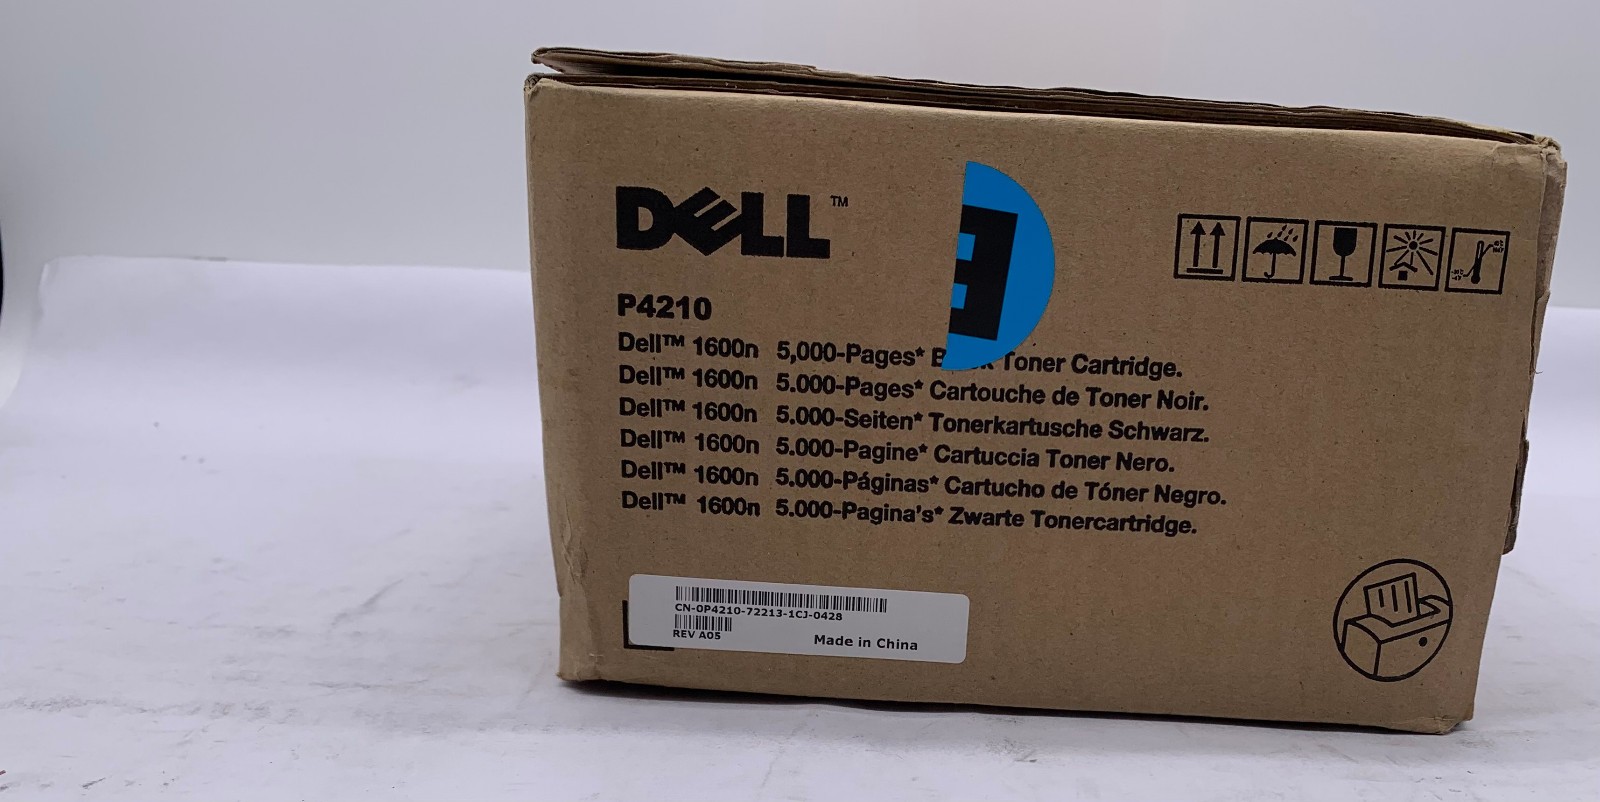 DELL™
P4210
Dell™ 1600n 5,000-Pages* Toner Cartridge.
Dell™ 1600n 5.000-Pages* Cartouche de Toner Noir.
Dell™ 1600n 5.000-Seiten* Tonerkartusche Schwarz.
Dell™ 1600n 5.000-Pagine* Cartuccia Toner Nero.
Dell™ 1600n 5.000-Páginas* Cartucho de Tóner Negro.
Dell™ 1600n 5.000-Pagina's* Zwarte Tonercartridge.
CN-0P4210-72213-1CJ-0428
REV A05
Made in China